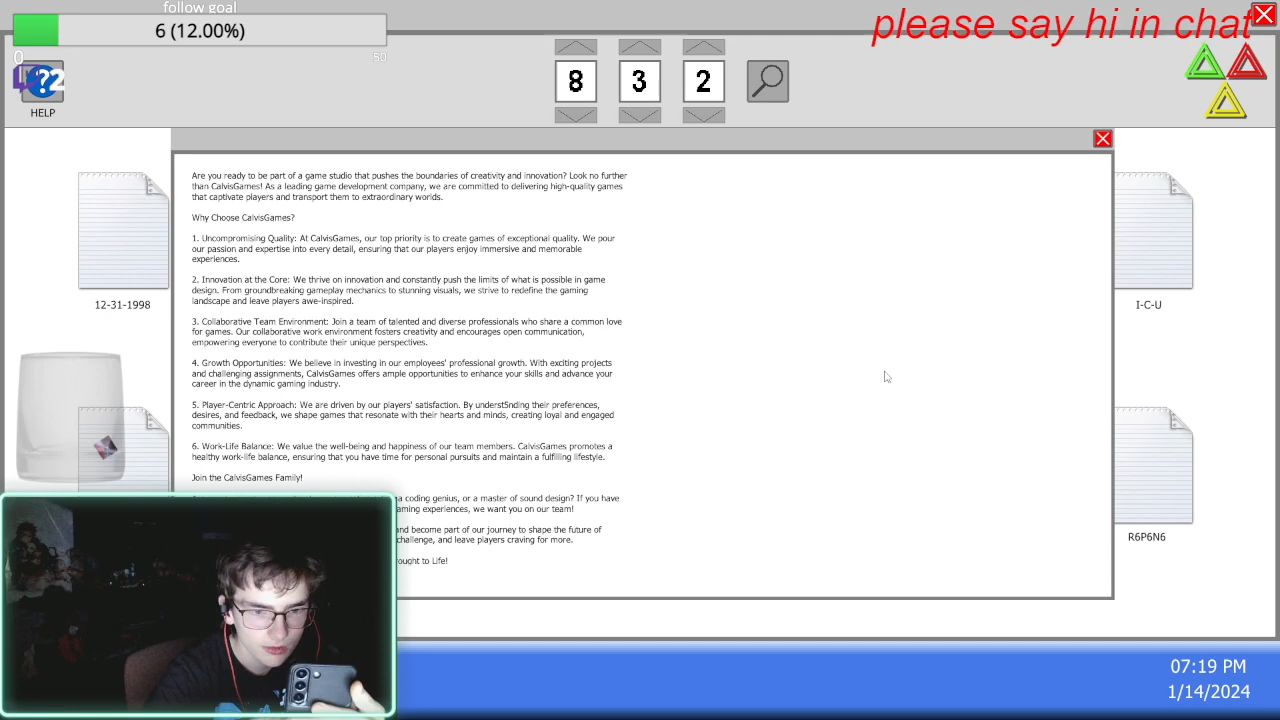 follow goal
6 (12.00%)
0
50
please say hi in chat
HELP
8 3 2
12-31-1998
I-C-U
R6P6N6
Are you ready to be part of a game studio that pushes the boundaries of creativity and innovation? Look no further
than CalvisGames! As a leading game development company, we are committed to delivering high-quality games
that captivate players and transport them to extraordinary worlds.
Why Choose CalvisGames?
1. Uncompromising Quality: At CalvisGames, our top priority is to create games of exceptional quality. We pour
our passion and expertise into every detail, ensuring that our players enjoy immersive and memorable
experiences.
2. Innovation at the Core: We thrive on innovation and constantly push the limits of what is possible in game
design. From groundbreaking gameplay mechanics to stunning visuals, we strive to redefine the gaming
landscape and leave players awe-inspired.
3. Collaborative Team Environment: Join a team of talented and diverse professionals who share a common love
for games. Our collaborative work environment fosters creativity and encourages open communication,
empowering everyone to contribute their unique perspectives.
4. Growth Opportunities: We believe in investing in our employees' professional growth. With exciting projects
and challenging assignments, CalvisGames offers ample opportunities to enhance your skills and advance your
career in the dynamic gaming industry.
5. Player-Centric Approach: We are driven by our players' satisfaction. By underst5nding their preferences,
desires, and feedback, we shape games that resonate with their hearts and minds, creating loyal and engaged
communities.
6. Work-Life Balance: We value the well-being and happiness of our team members. CalvisGames promotes a
healthy work-life balance, ensuring that you have time for personal pursuits and maintain a fulfilling lifestyle.
Join the CalvisGames Family!
a coding genius, or a master of sound design? If you have
aming experiences, we want you on our team!
and become part of our journey to shape the future of
challenge, and leave players craving for more.
ought to Life!
07:19 PM
1/14/2024